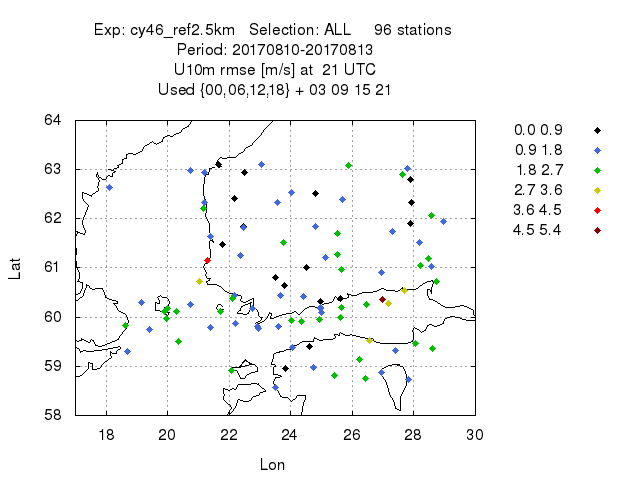 Exp: cy46_ref2.5km Selection: ALL 96 stations
Period: 20170810-20170813
U10m rmse [m/s] at 21 UTC
Used {00,06,12,18} + 03 09 15 21
64
63
62
61
60
59
58
Lat
18 20 22 24 26 28 30
Lon
0.0 0.9
0.9 1.8
1.8 2.7
2.7 3.6
3.6 4.5
4.5 5.4